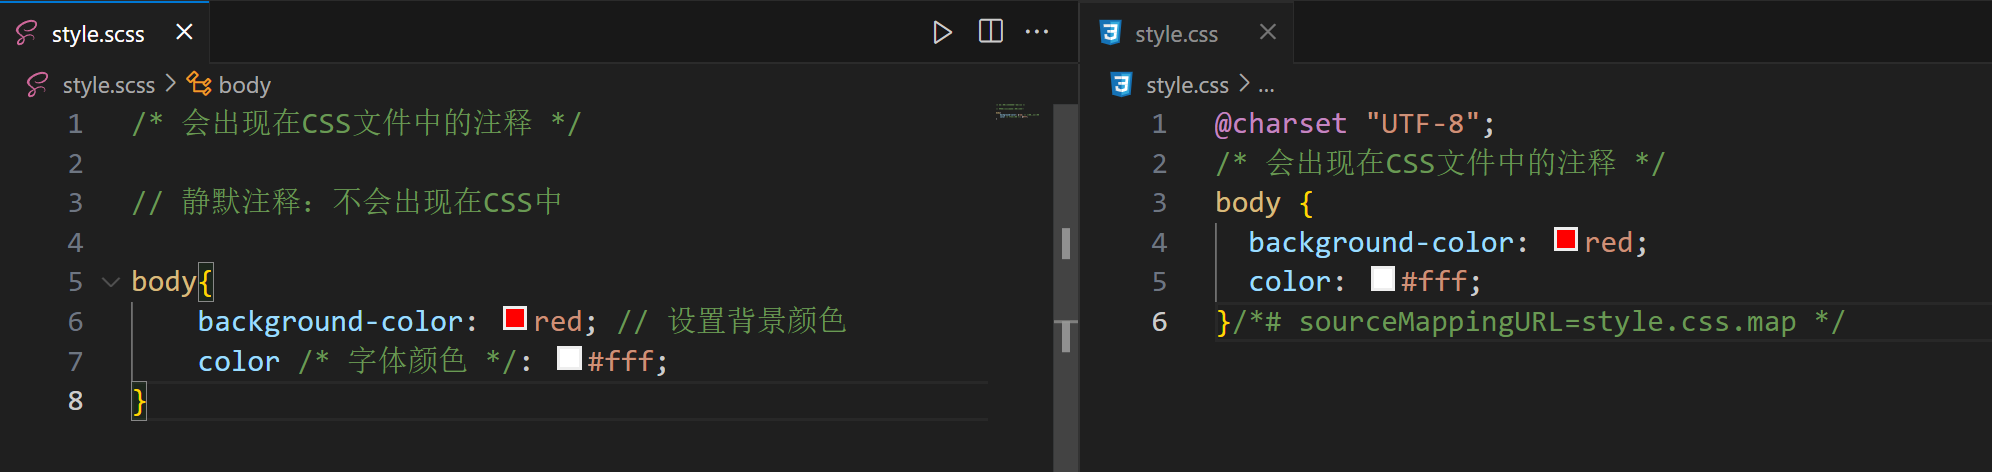 style.scss
style.scss > body
1 /* 会出现在CSS文件中的注释 */
2
3 // 静默注释：不会出现在CSS中
4
5 body{
6 background-color: red; // 设置背景颜色
7 color /* 字体颜色 */: #fff;
8 }
style.css
style.css > ...
1 @charset "UTF-8";
2 /* 会出现在CSS文件中的注释 */
3 body {
4 background-color: red;
5 color: #fff;
6 }/*# sourceMappingURL=style.css.map */